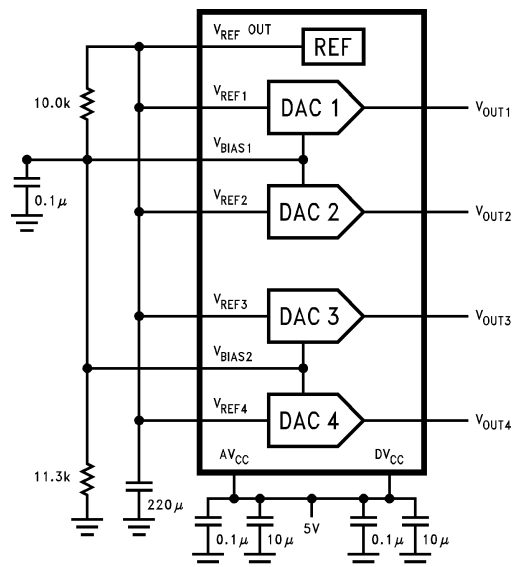 VREF OUT
REF
10.0k
VREF1
DAC 1
VOUT1
VBIAS1
0.1μ
VREF2
DAC 2
VOUT2
VREF3
DAC 3
VOUT3
VBIAS2
VREF4
DAC 4
VOUT4
11.3k
AVCC
DVCC
220μ
0.1μ
10μ
5V
0.1μ
10μ